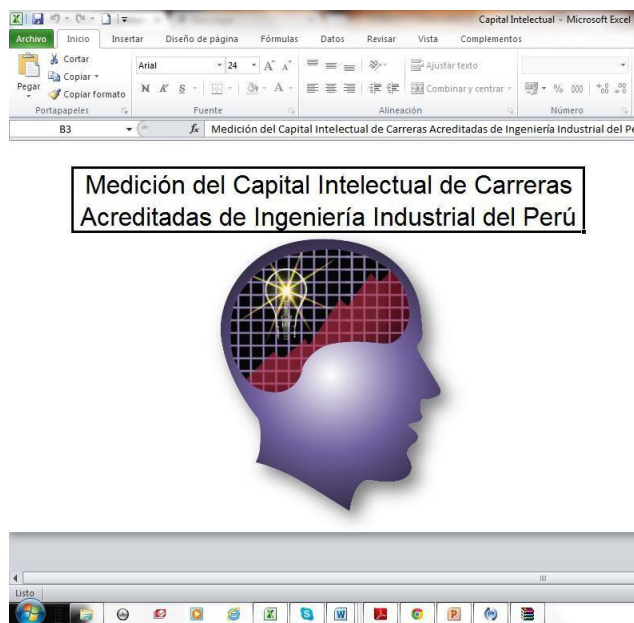 Capital Intelectual - Microsoft Excel
Archivo Inicio Insertar Diseño de página Fórmulas Datos Revisar Vista Complementos
Pegar
Cortar
Copiar
Copiar formato
Portapapeles
Arial 24 A A
N K S A
Fuente
Ajustar texto
Combinar y centrar
Alineación
% 000
Número
B3 fx Medición del Capital Intelectual de Carreras Acreditadas de Ingeniería Industrial del Pe
Medición del Capital Intelectual de Carreras
Acreditadas de Ingeniería Industrial del Perú
Listo